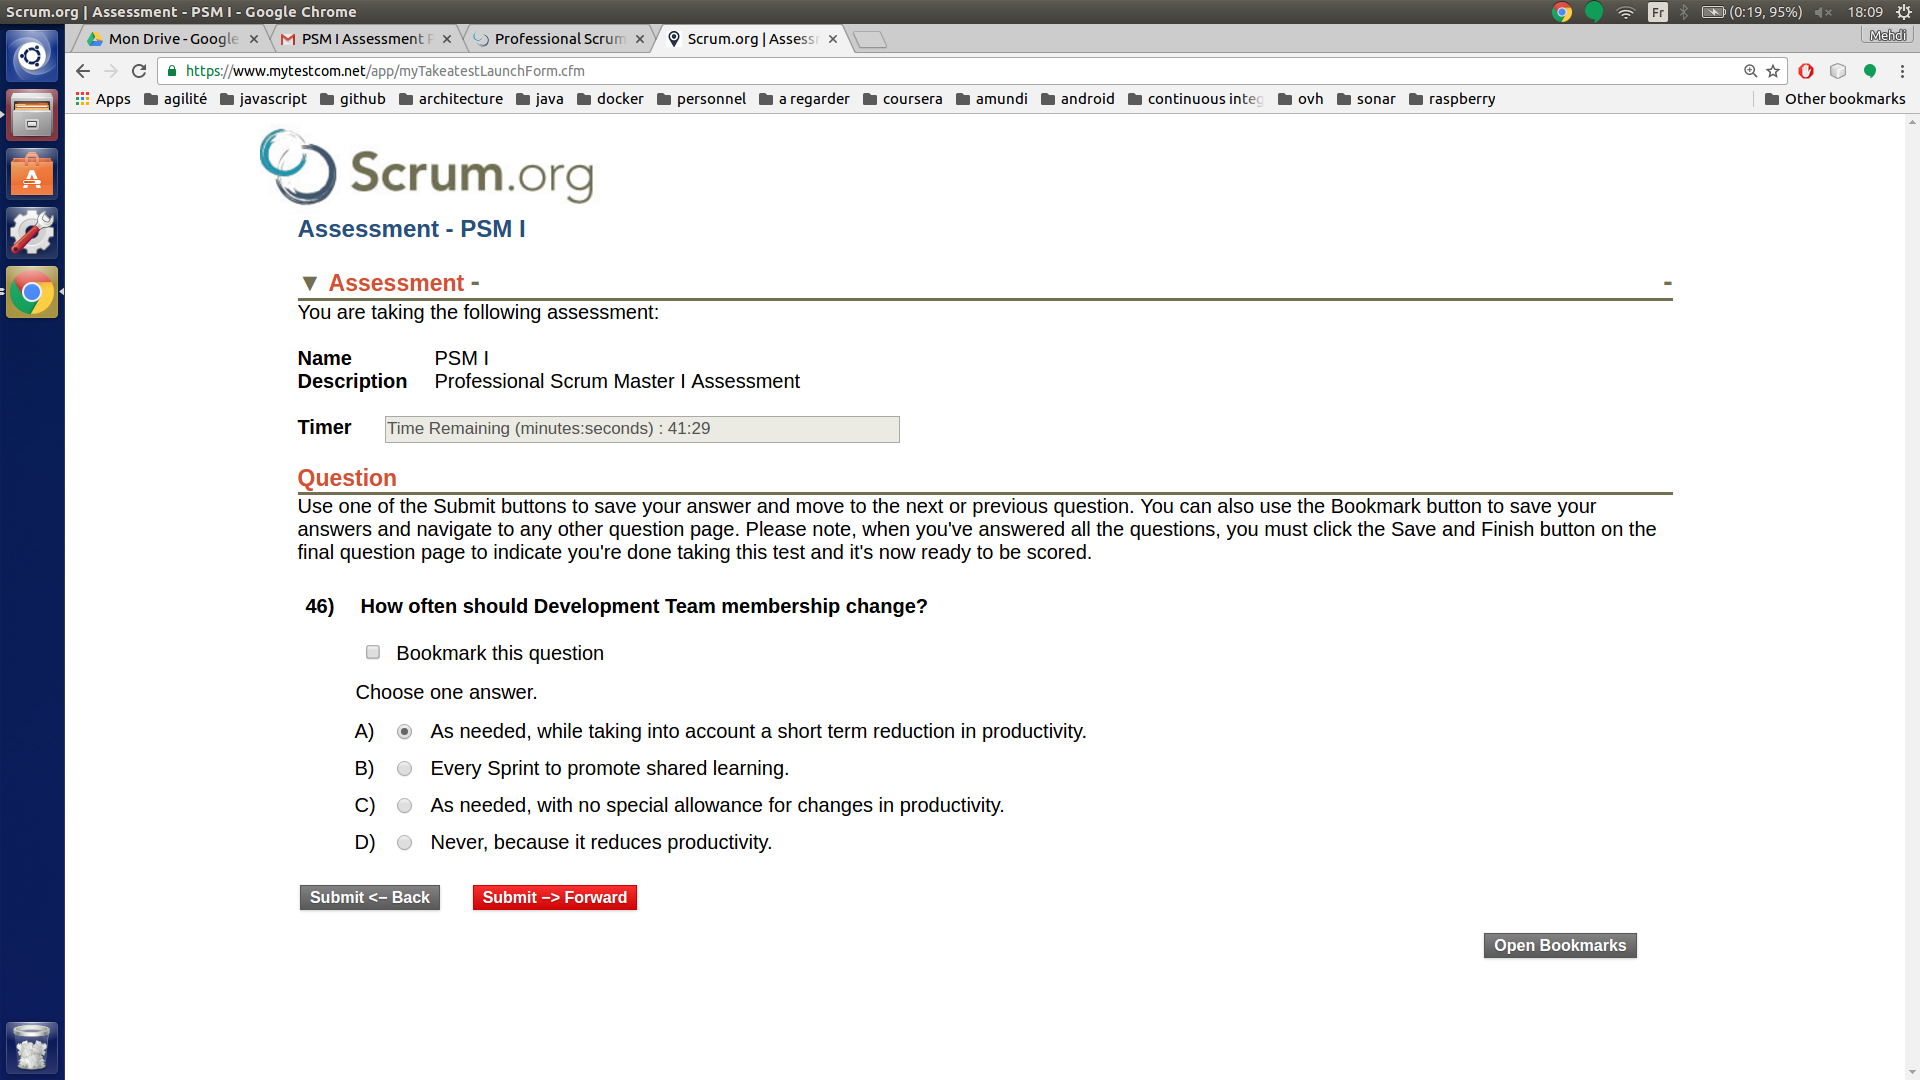 Scrum.org | Assessment - PSM I - Google Chrome
Fr
(0:19, 95%)
18:09
Mon Drive - Google
PSM I Assessment
Professional Scrum
Scrum.org | Assess
Mehdi
https://www.mytestcom.net/app/myTakeatestLaunchForm.cfm
Apps
agilité
javascript
github
architecture
java
docker
personnel
a regarder
coursera
amundi
android
continuous integ
ovh
sonar
raspberry
Other bookmarks
Scrum.org
Assessment - PSM I
▼ Assessment -
-
You are taking the following assessment:
Name PSM I
Description Professional Scrum Master I Assessment
Timer Time Remaining (minutes:seconds) : 41:29
Question
Use one of the Submit buttons to save your answer and move to the next or previous question. You can also use the Bookmark button to save your
answers and navigate to any other question page. Please note, when you've answered all the questions, you must click the Save and Finish button on the
final question page to indicate you're done taking this test and it's now ready to be scored.
46) How often should Development Team membership change?
Bookmark this question
Choose one answer.
A) As needed, while taking into account a short term reduction in productivity.
B) Every Sprint to promote shared learning.
C) As needed, with no special allowance for changes in productivity.
D) Never, because it reduces productivity.
Submit <– Back
Submit –> Forward
Open Bookmarks